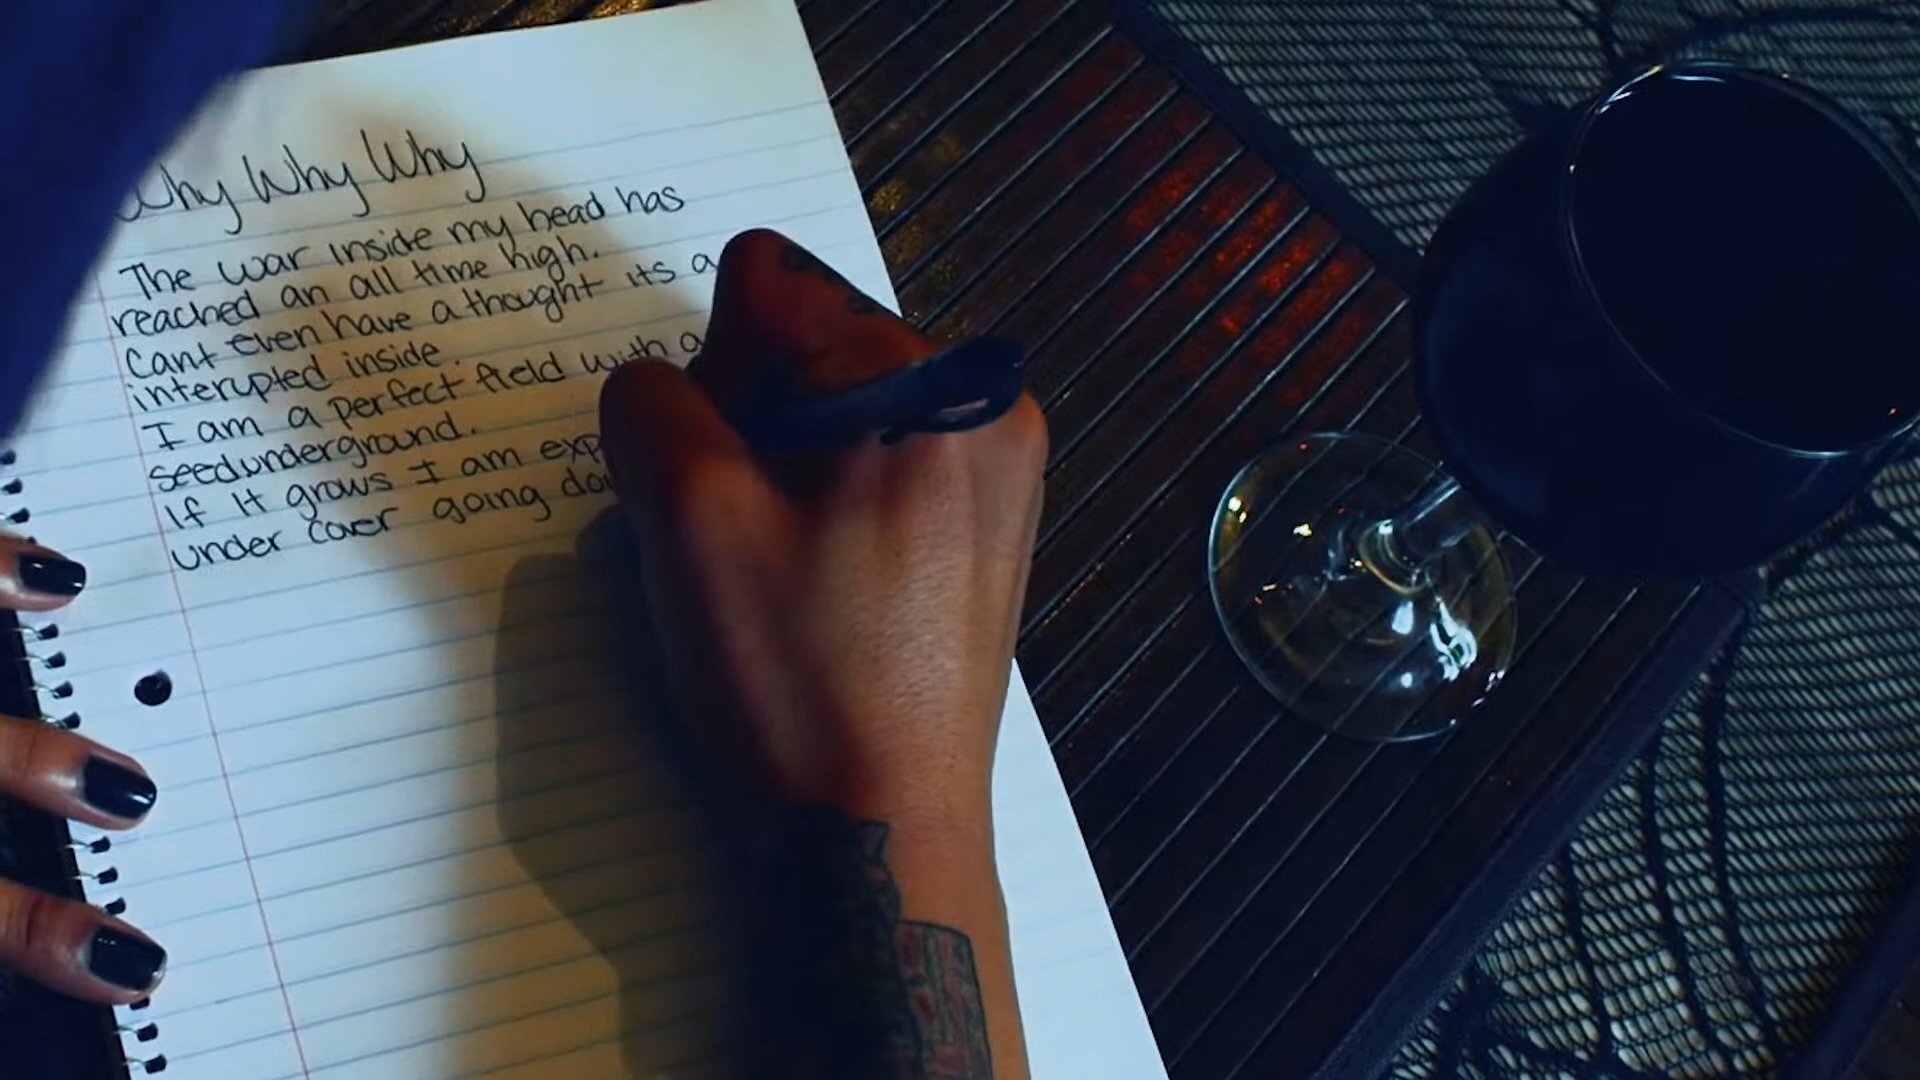 Why Why Why
The war inside my head has
reached an all time high.
Cant even have a thought its
interupted inside.
I am a perfect field with a
seedunderground.
If It grows I am
under cover going